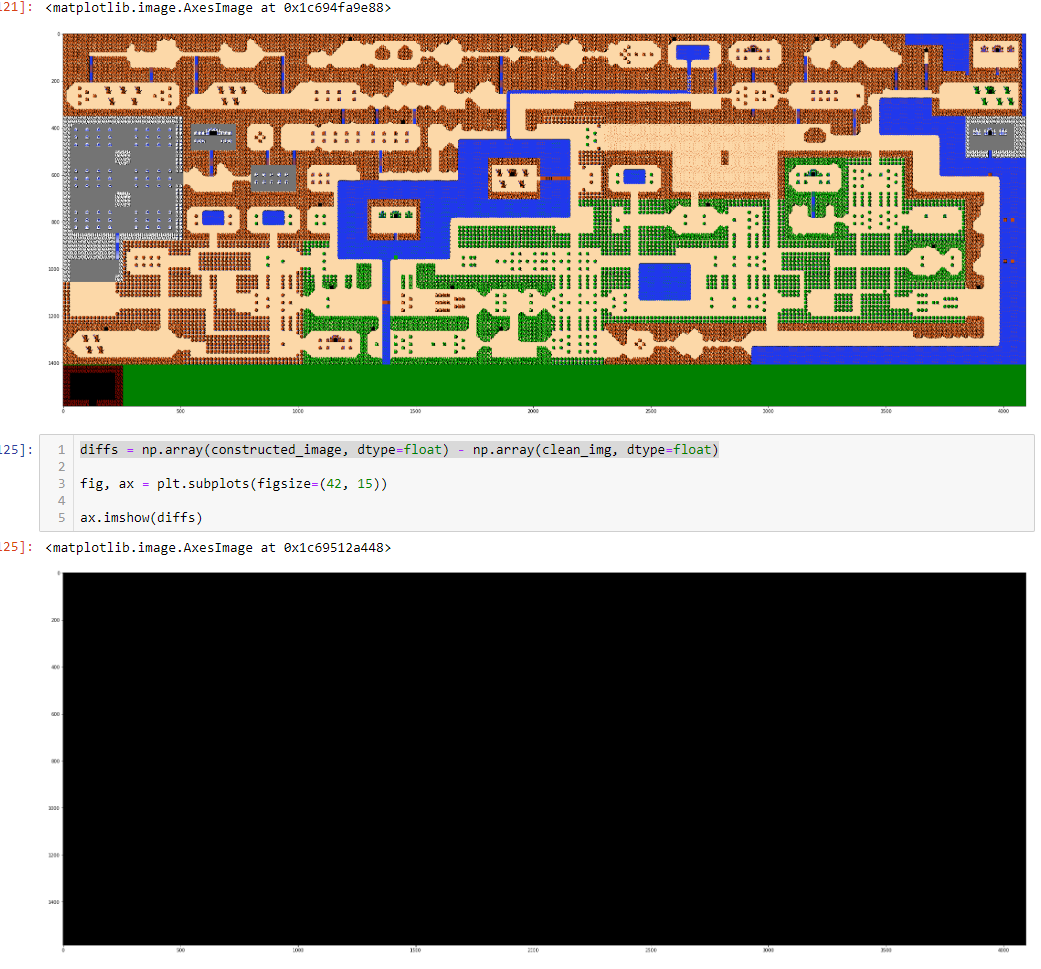 121]: <matplotlib.image.AxesImage at 0x1c694fa9e88>
0
200
400
600
800
1000
1200
1400
0 500 1000 1500 2000 2500 3000 3500 4000
125]: 1 diffs = np.array(constructed_image, dtype=float) - np.array(clean_img, dtype=float)
2
3 fig, ax = plt.subplots(figsize=(42, 15))
4
5 ax.imshow(diffs)
125]: <matplotlib.image.AxesImage at 0x1c69512a448>
0
200
400
600
800
1000
1200
1400
0 500 1000 1500 2000 2500 3000 3500 4000